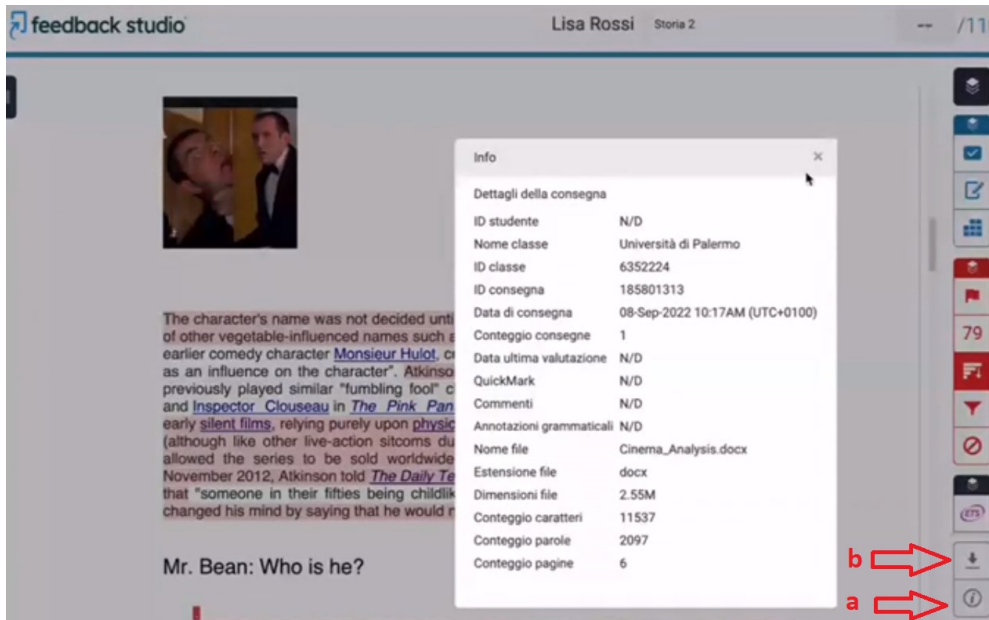 feedback studio
Lisa Rossi Storia 2 -- /11
Info
Dettagli della consegna
ID studente N/D
Nome classe Università di Palermo
ID classe 6352224
ID consegna 185801313
Data di consegna 08-Sep-2022 10:17AM (UTC+0100)
Conteggio consegne 1
Data ultima valutazione N/D
QuickMark N/D
Commenti N/D
Annotazioni grammaticali N/D
Nome file Cinema_Analysis.docx
Estensione file docx
Dimensioni file 2.55M
Conteggio caratteri 11537
Conteggio parole 2097
Conteggio pagine 6
The character's name was not decided unti
of other vegetable-influenced names such
earlier comedy character Monsieur Hulot,
as an influence on the character". Atkinso
previously played similar "fumbling fool" c
and Inspector Clouseau in The Pink Pan
early silent films, relying purely upon physic
(although like other live-action sitcoms du
allowed the series to be sold worldwide
November 2012, Atkinson told The Daily Te
that "someone in their fifties being childlik
changed his mind by saying that he would
Mr. Bean: Who is he?
79
ETS
b
a